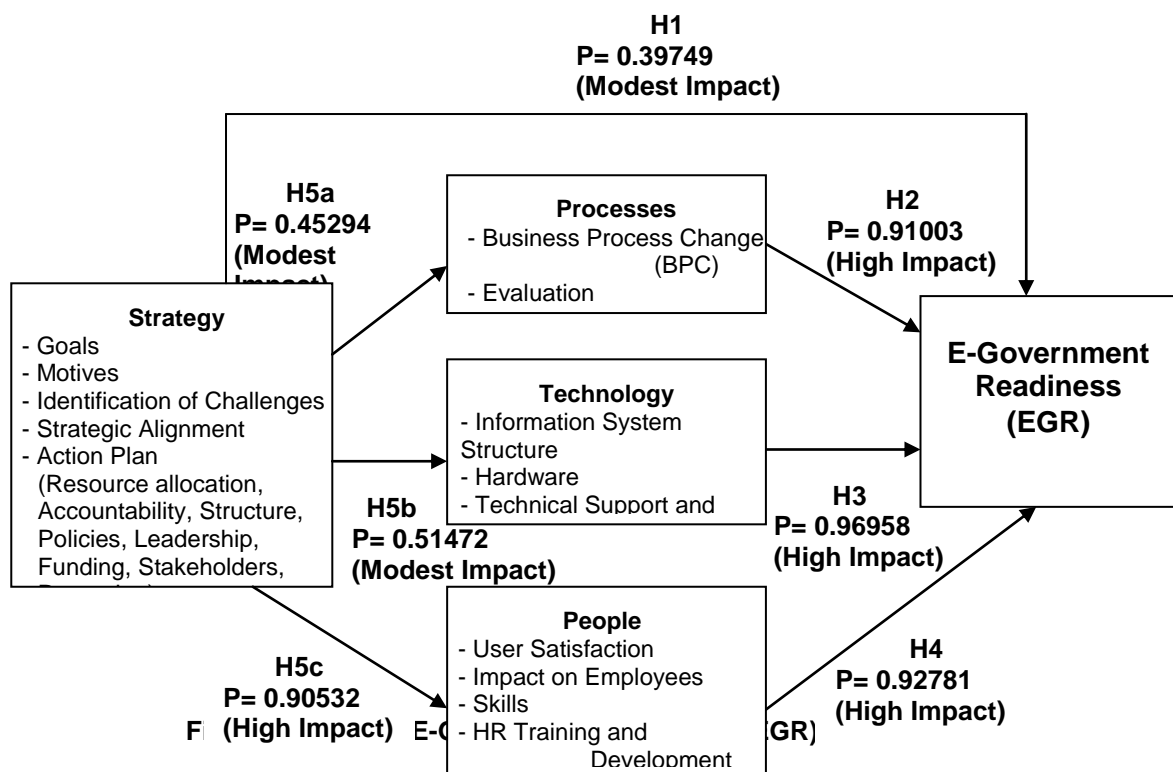 H1
P= 0.39749
(Modest Impact)
H5a
P= 0.45294
(Modest
Impact)
Processes
- Business Process Change
(BPC)
- Evaluation
H2
P= 0.91003
(High Impact)
Strategy
- Goals
- Motives
- Identification of Challenges
- Strategic Alignment
- Action Plan
(Resource allocation,
Accountability, Structure,
Policies, Leadership,
Funding, Stakeholders,
Technology
- Information System
Structure
- Hardware
- Technical Support and
E-Government
Readiness
(EGR)
H5b
P= 0.51472
(Modest Impact)
H3
P= 0.96958
(High Impact)
People
- User Satisfaction
- Impact on Employees
- Skills
- HR Training and
Development
H5c
P= 0.90532
(High Impact)
H4
P= 0.92781
(High Impact)